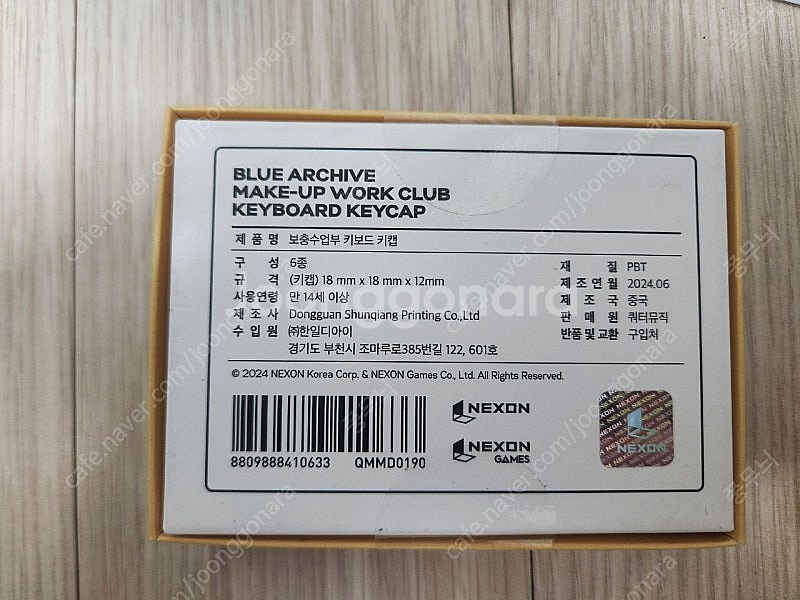 BLUE ARCHIVE
MAKE-UP WORK CLUB
KEYBOARD KEYCAP
제품명 보충수업부 키보드 키캡
구성 6종
규격 (키캡) 18 mm x 18 mm x 12mm
사용연령 만 14세 이상
제조사 Dongguan Shunqiang Printing Co.,Ltd
수입원 ㈜한일디아이
경기도 부천시 조마루로385번길 122, 601호
재질 PBT
제조연월 2024.06
제조국 중국
판매원 쿼터뮤직
반품 및 교환 구입처
© 2024 NEXON Korea Corp. & NEXON Games Co., Ltd. All Rights Reserved.
8809888410633 QMMD0190
NEXON
NEXON
GAMES
NEXON
joonggonara
cafe.naver.com/joonggonara